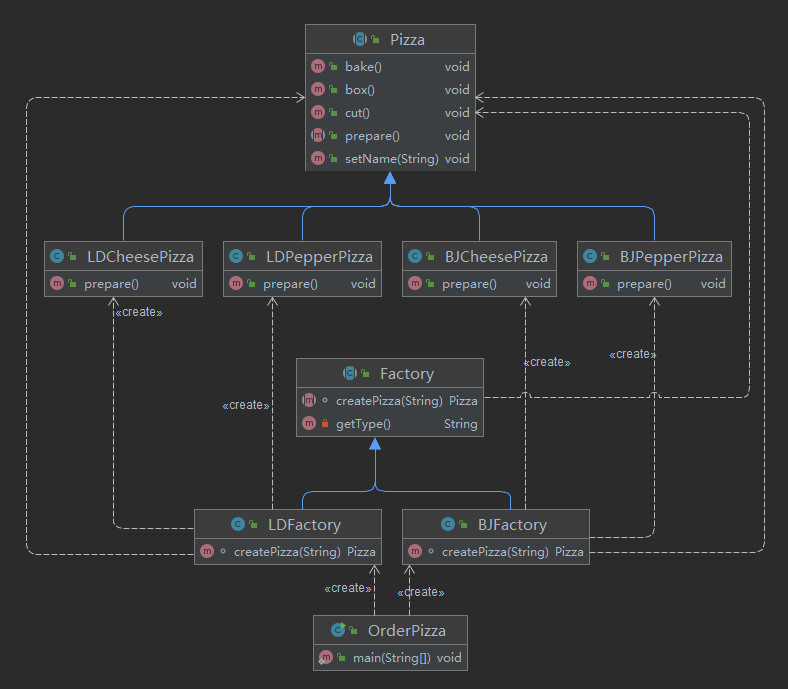 Pizza
bake() void
box() void
cut() void
prepare() void
setName(String) void
LDCheesePizza
prepare() void
LDPepperPizza
prepare() void
BJCheesePizza
prepare() void
BJPepperPizza
prepare() void
«create»
«create»
«create»
«create»
Factory
createPizza(String) Pizza
getType() String
LDFactory
createPizza(String) Pizza
BJFactory
createPizza(String) Pizza
«create»
«create»
OrderPizza
main(String[]) void